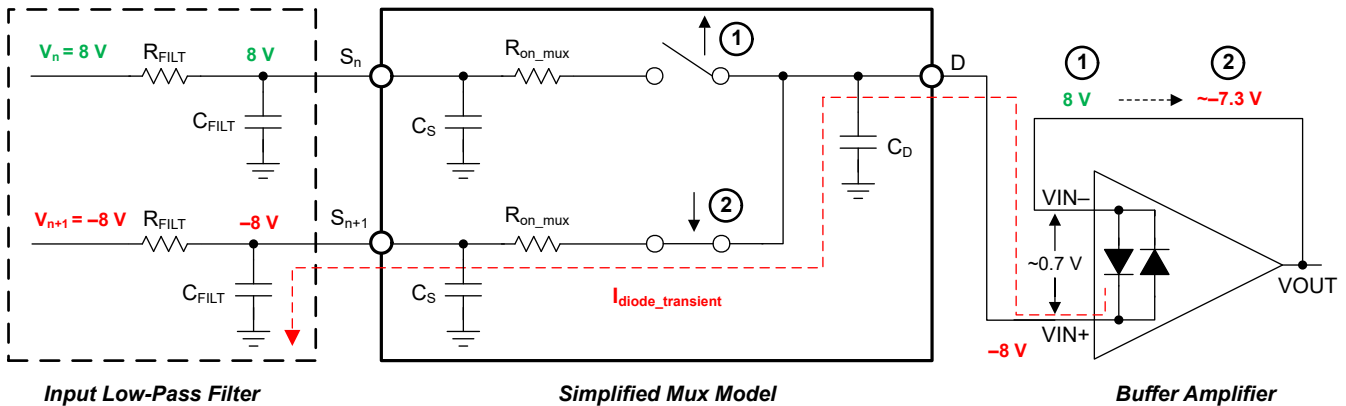 Vn = 8 V
RFILT
8 V
CFILT
Sn
Ron_mux
1
CS
CD
D
Vn+1 = –8 V
RFILT
–8 V
CFILT
Sn+1
Ron_mux
2
CS
Idiode_transient
1
2
8 V
~–7.3 V
VIN–
~0.7 V
VIN+
–8 V
VOUT
Input Low-Pass Filter
Simplified Mux Model
Buffer Amplifier